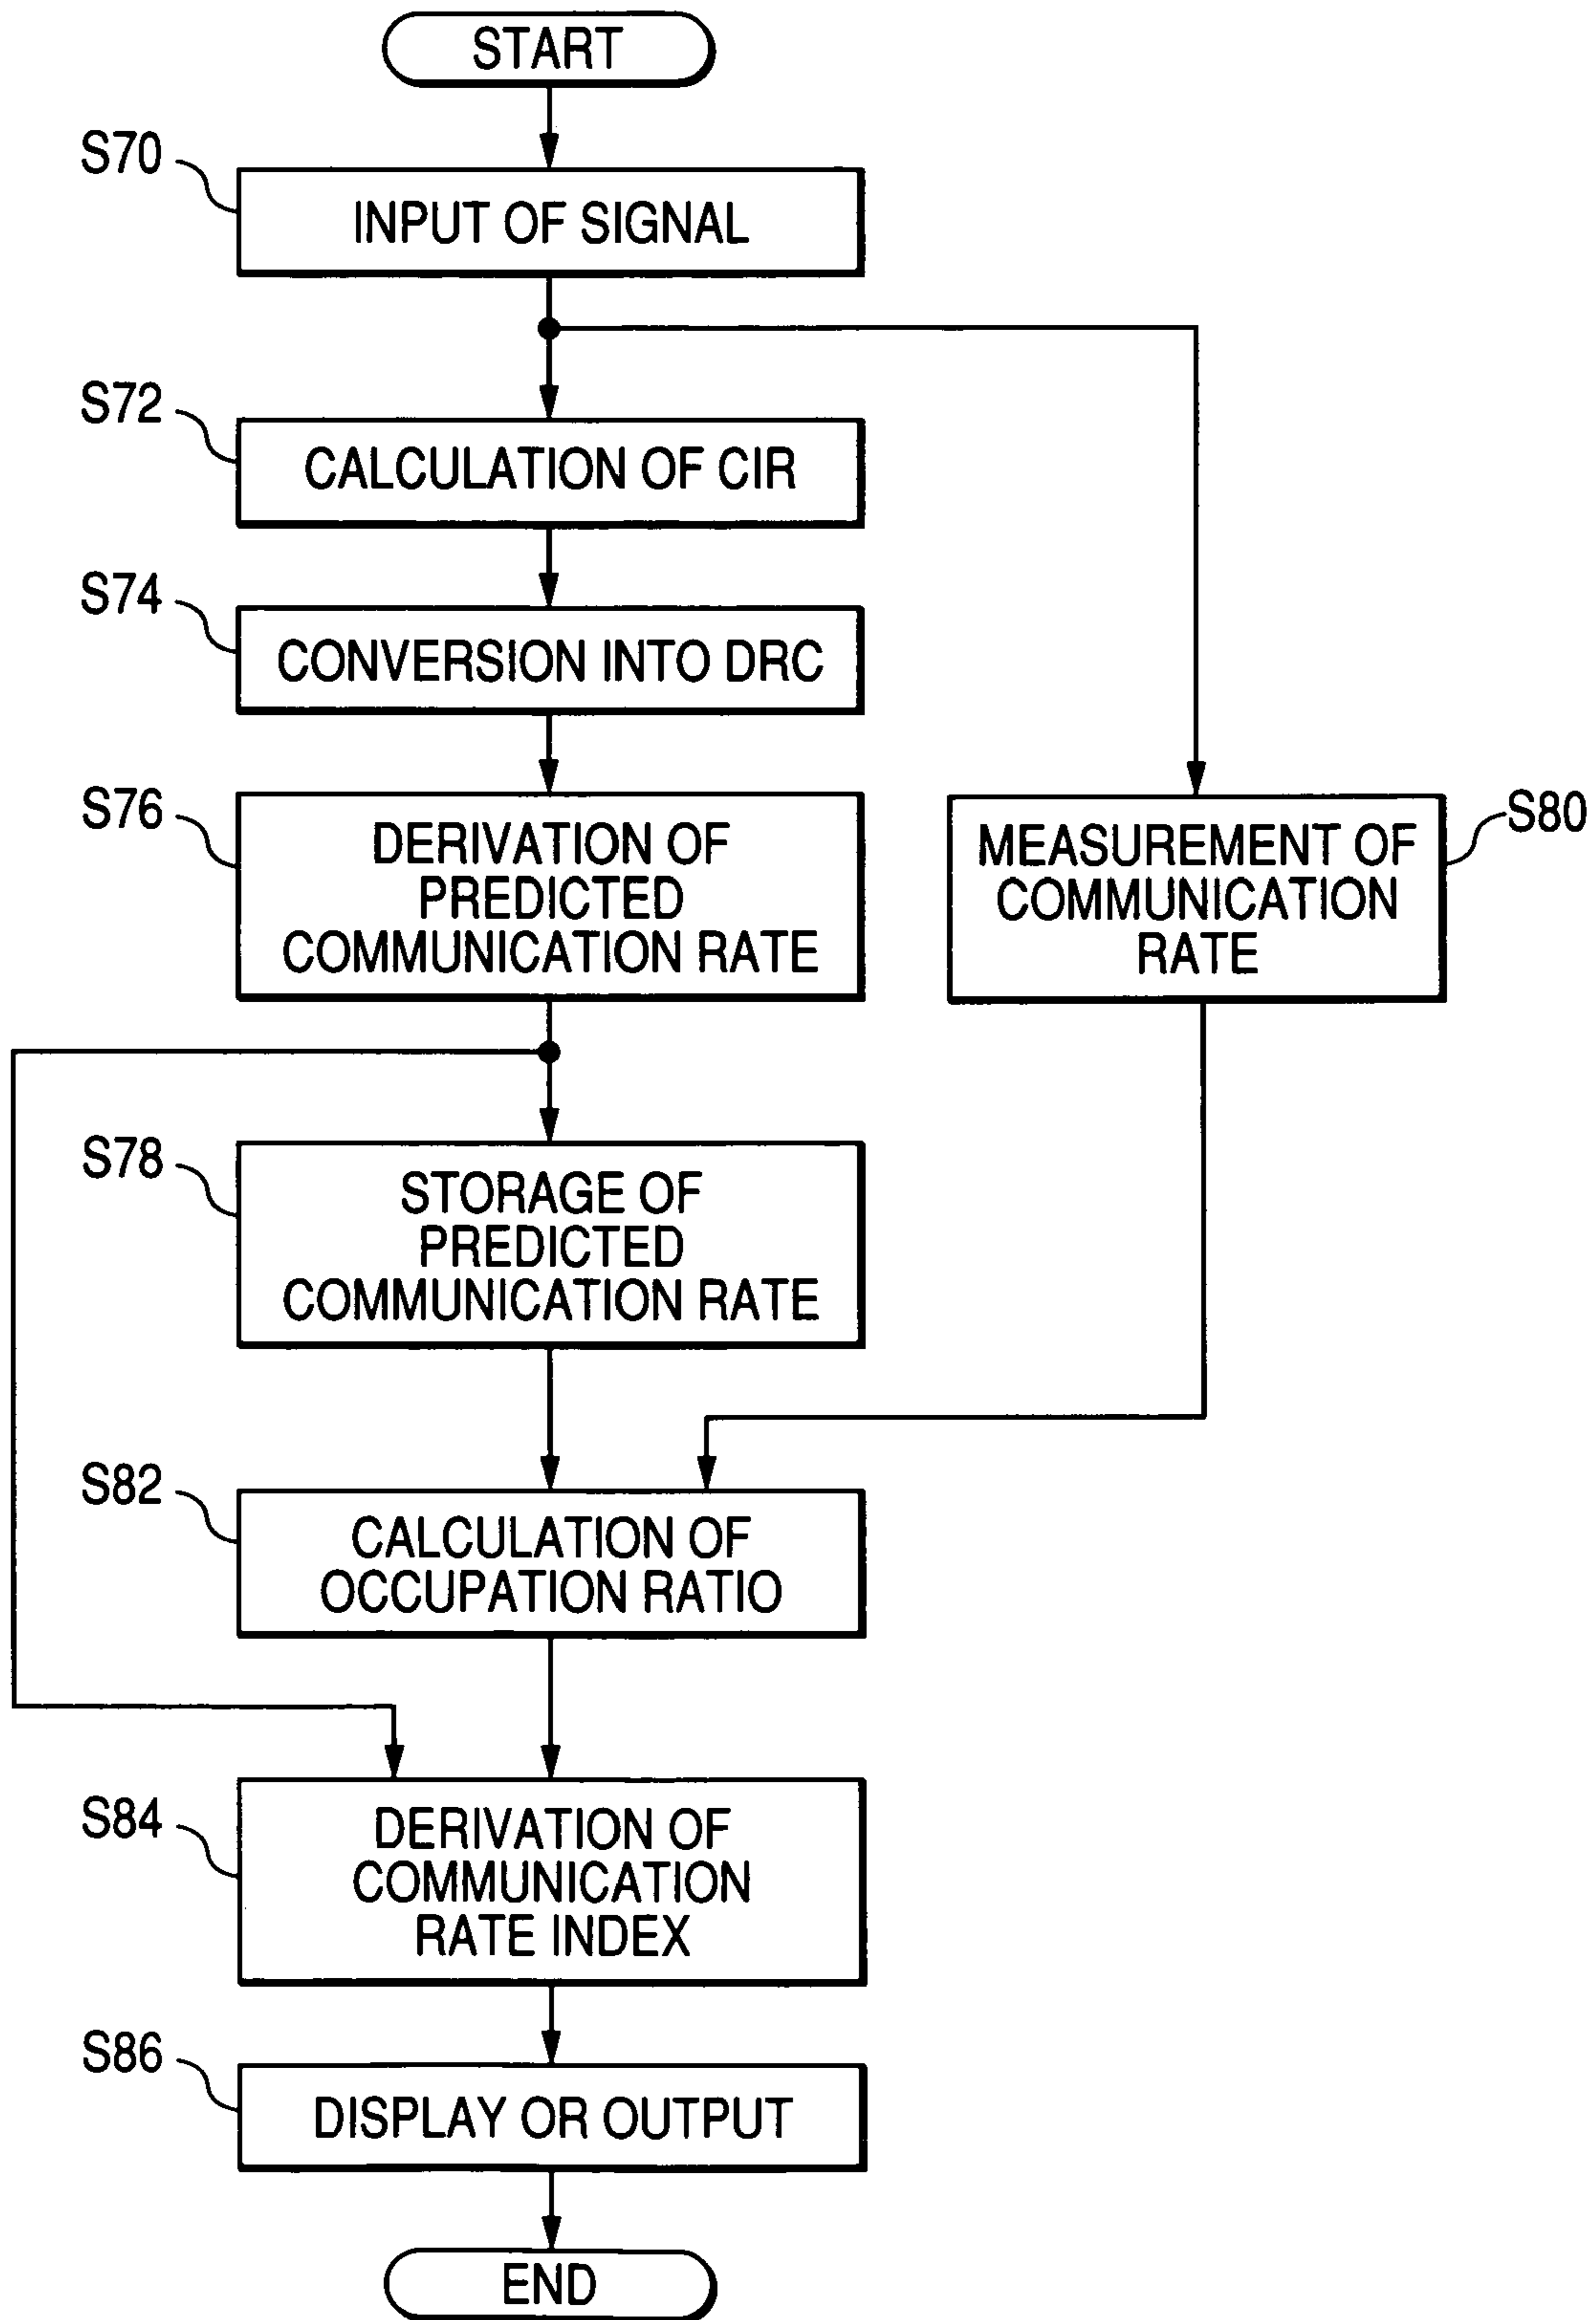 START
S70
INPUT OF SIGNAL
S72
CALCULATION OF CIR
S74
CONVERSION INTO DRC
S76
DERIVATION OF
PREDICTED
COMMUNICATION RATE
S80
MEASUREMENT OF
COMMUNICATION
RATE
S78
STORAGE OF
PREDICTED
COMMUNICATION RATE
S82
CALCULATION OF
OCCUPATION RATIO
S84
DERIVATION OF
COMMUNICATION
RATE INDEX
S86
DISPLAY OR OUTPUT
END